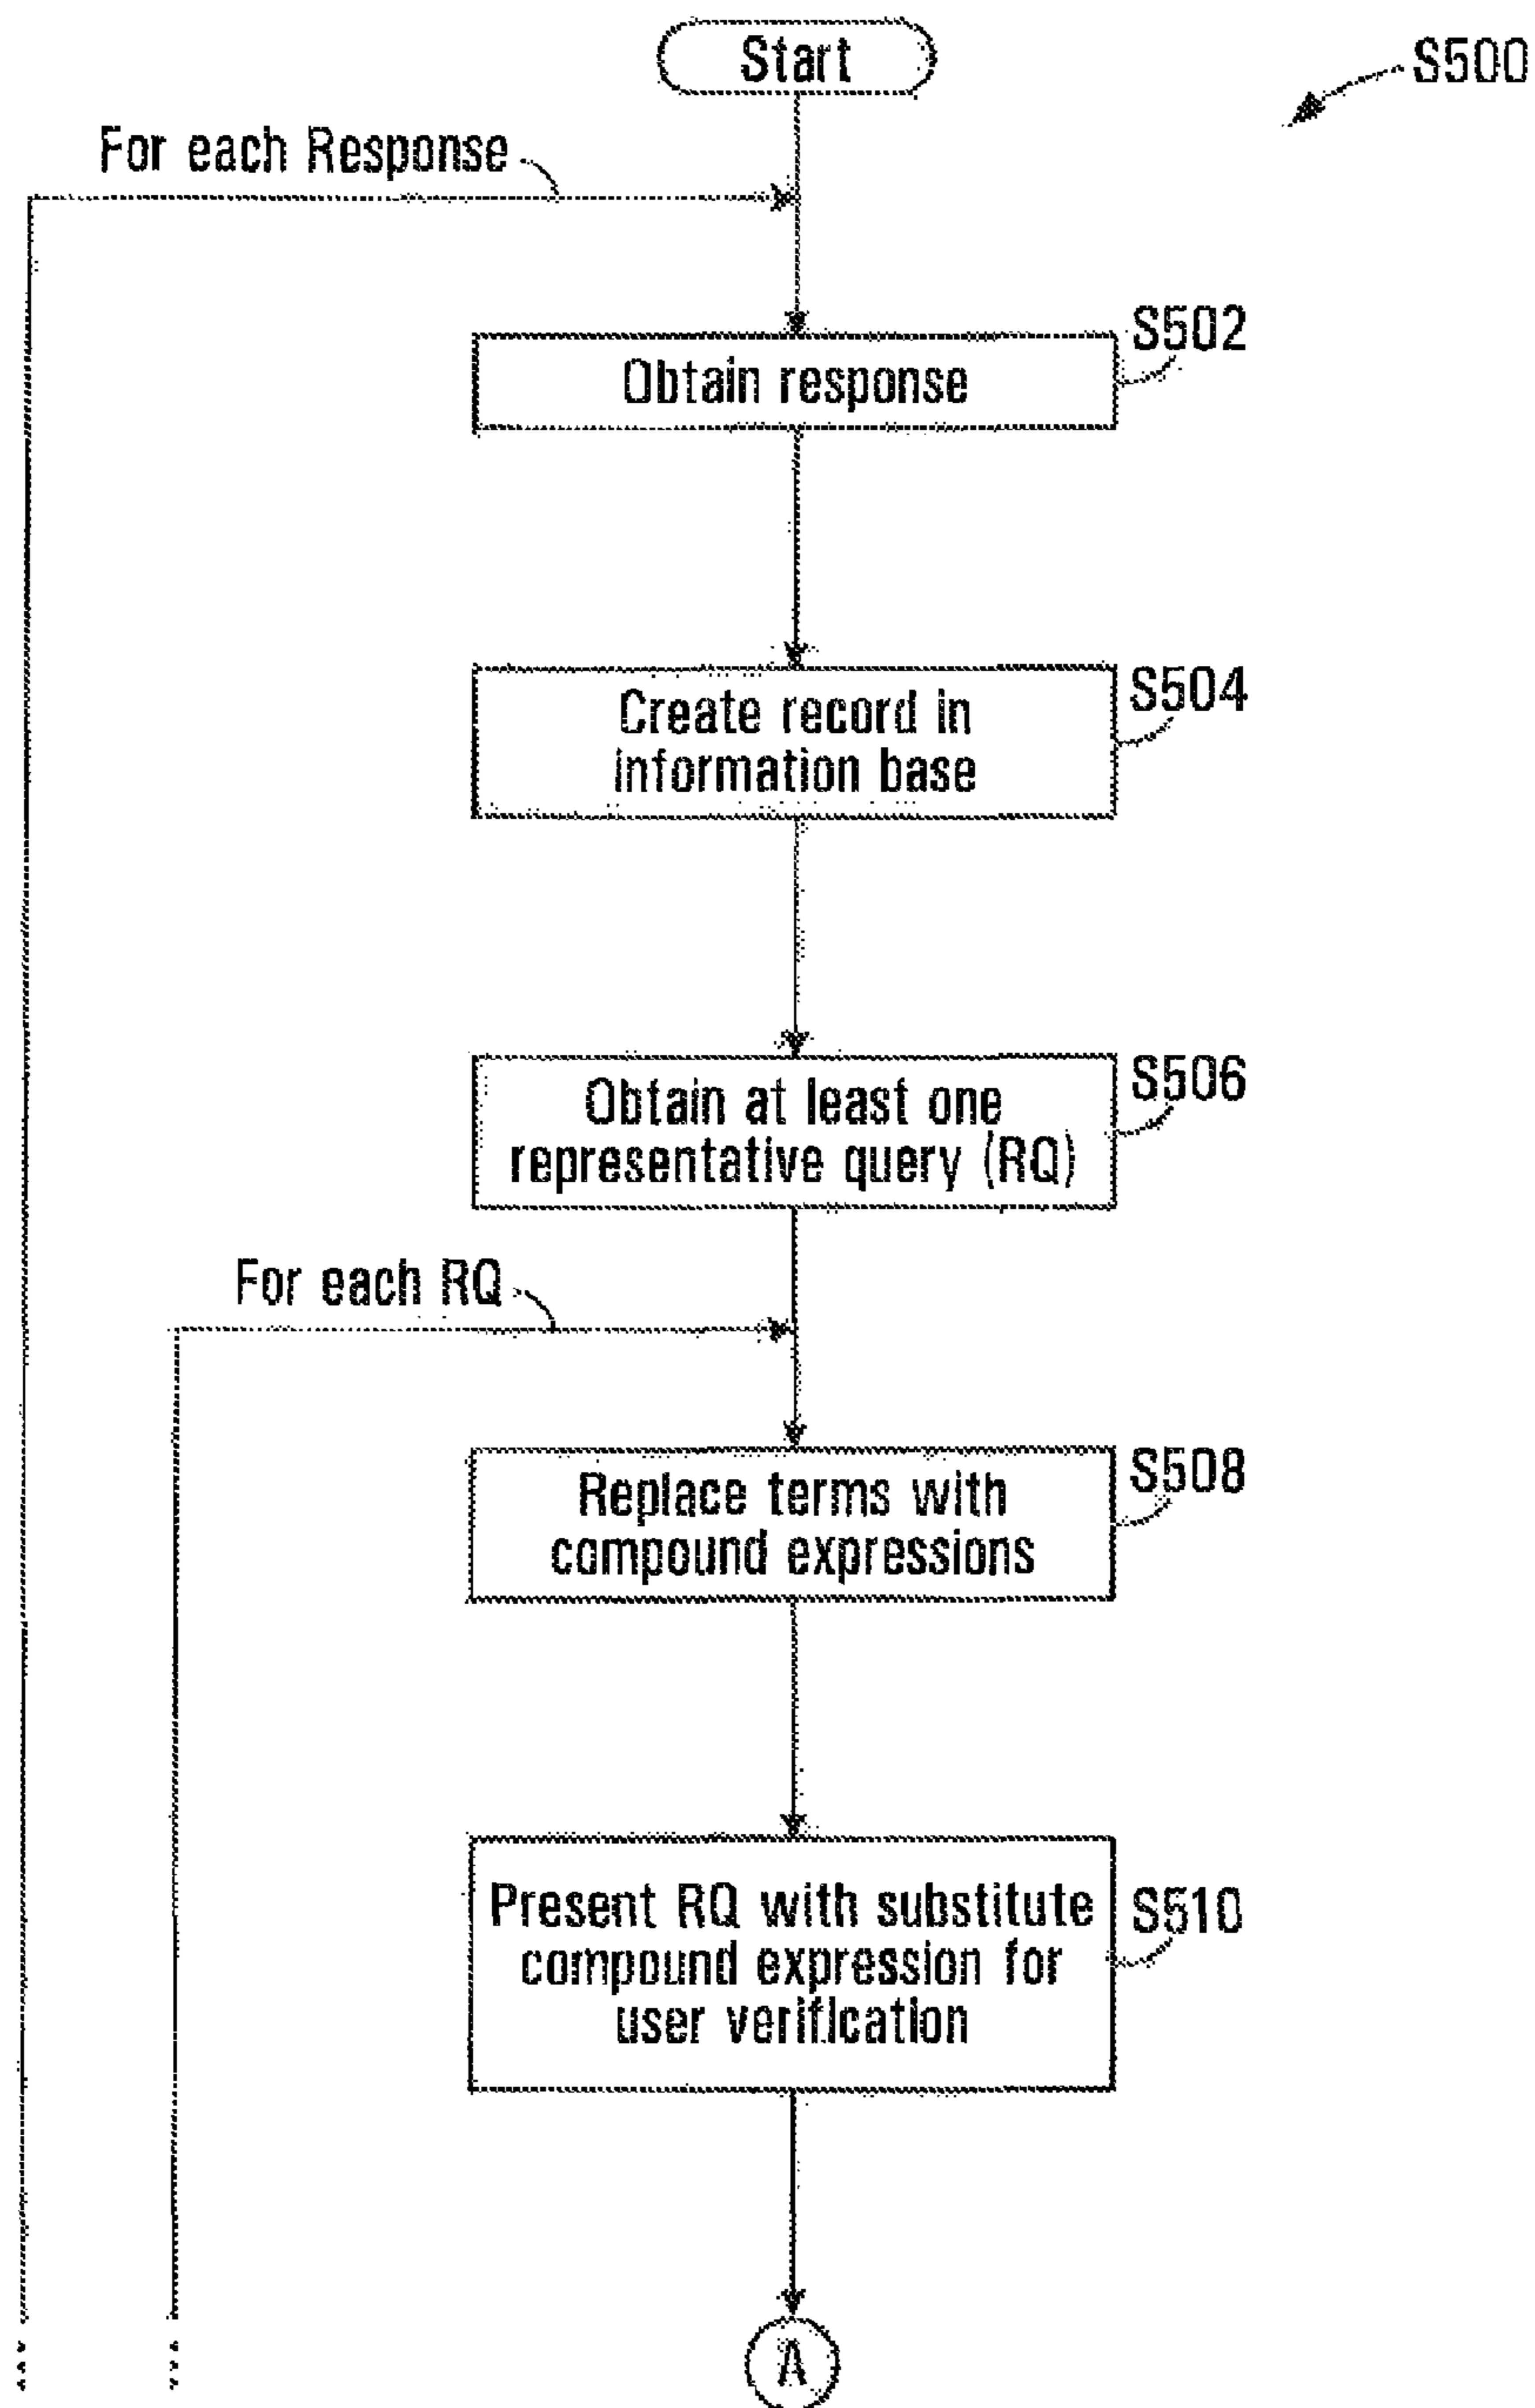 Start
S500
For each Response
S502
Obtain response
S504
Create record in
information base
S506
Obtain at least one
representative query (RQ)
For each RQ
S508
Replace terms with
compound expressions
S510
Present RQ with substitute
compound expression for
user verification
A